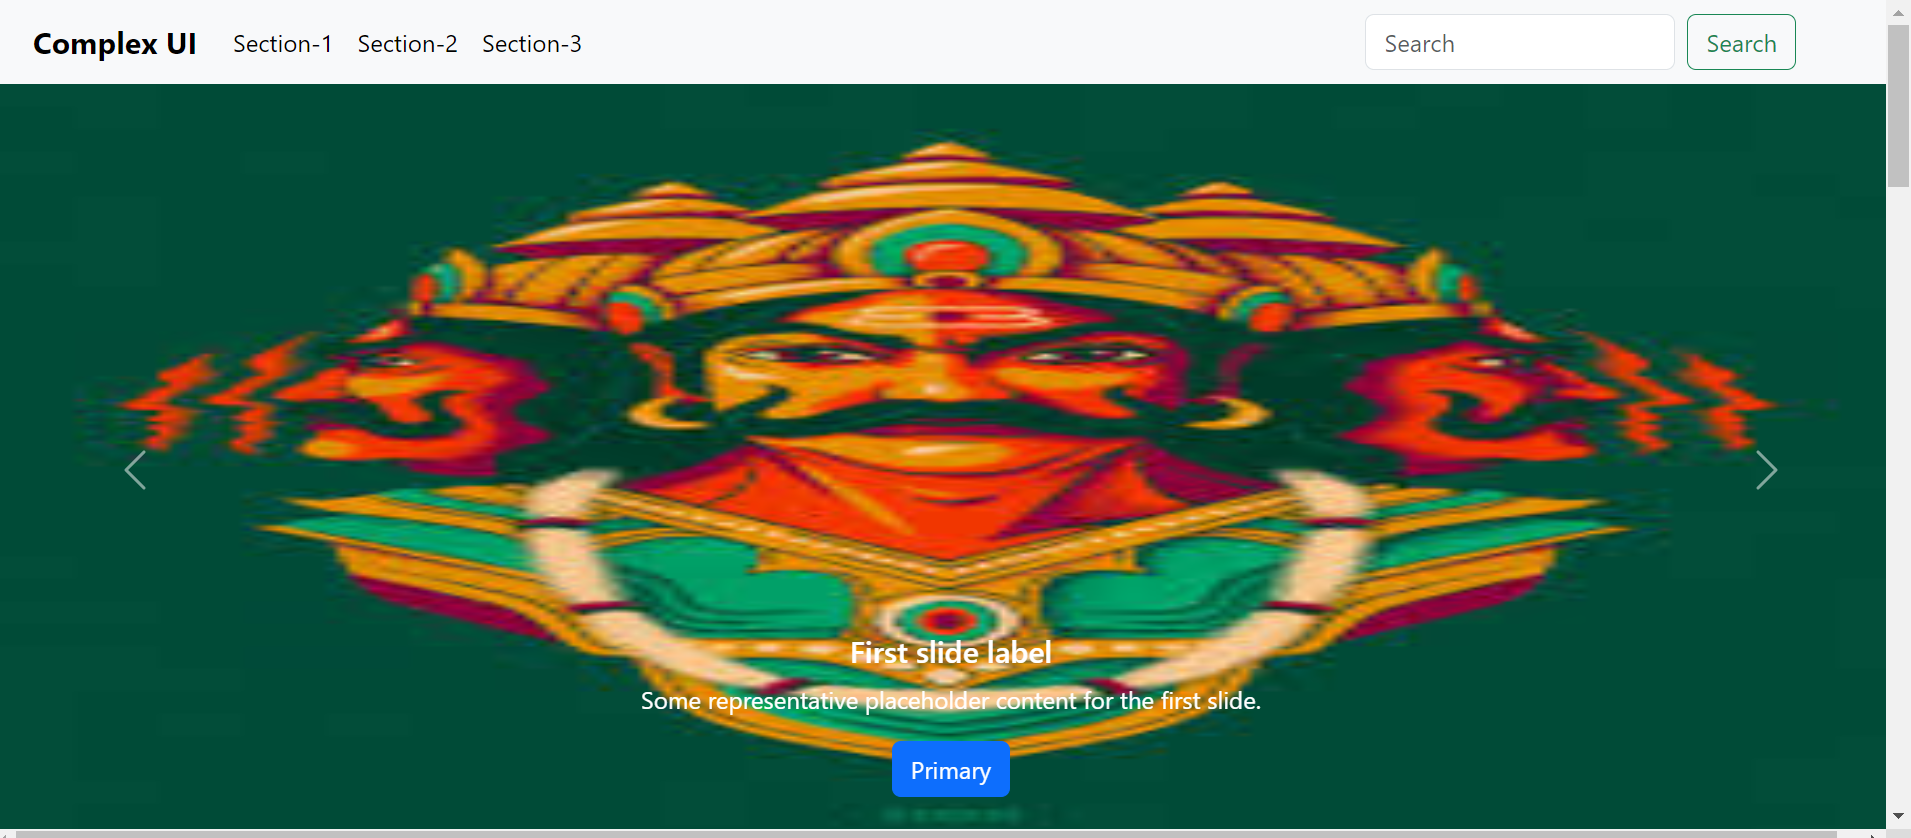 Complex UI Section-1 Section-2 Section-3 Search Search
First slide label
Some representative placeholder content for the first slide.
Primary